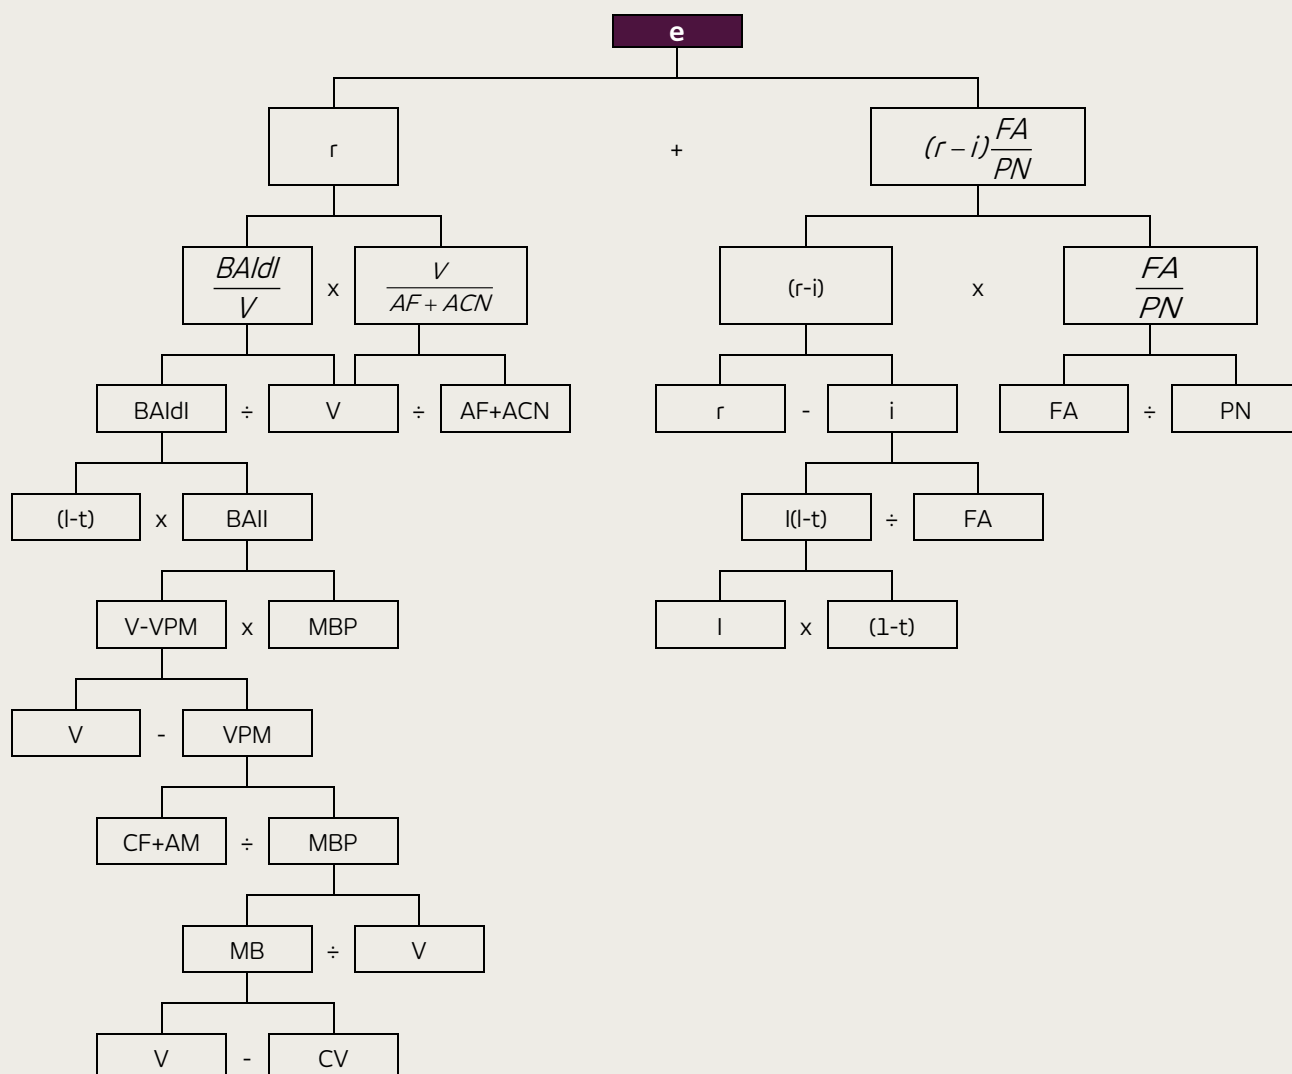 e
r + (r – i) FA/PN
BAIdI/V x V/(AF + ACN) (r-i) x FA/PN
BAIdI ÷ V ÷ AF+ACN r - i FA ÷ PN
(l-t) x BAII I(l-t) ÷ FA
V-VPM x MBP I x (1-t)
V - VPM
CF+AM ÷ MBP
MB ÷ V
V - CV